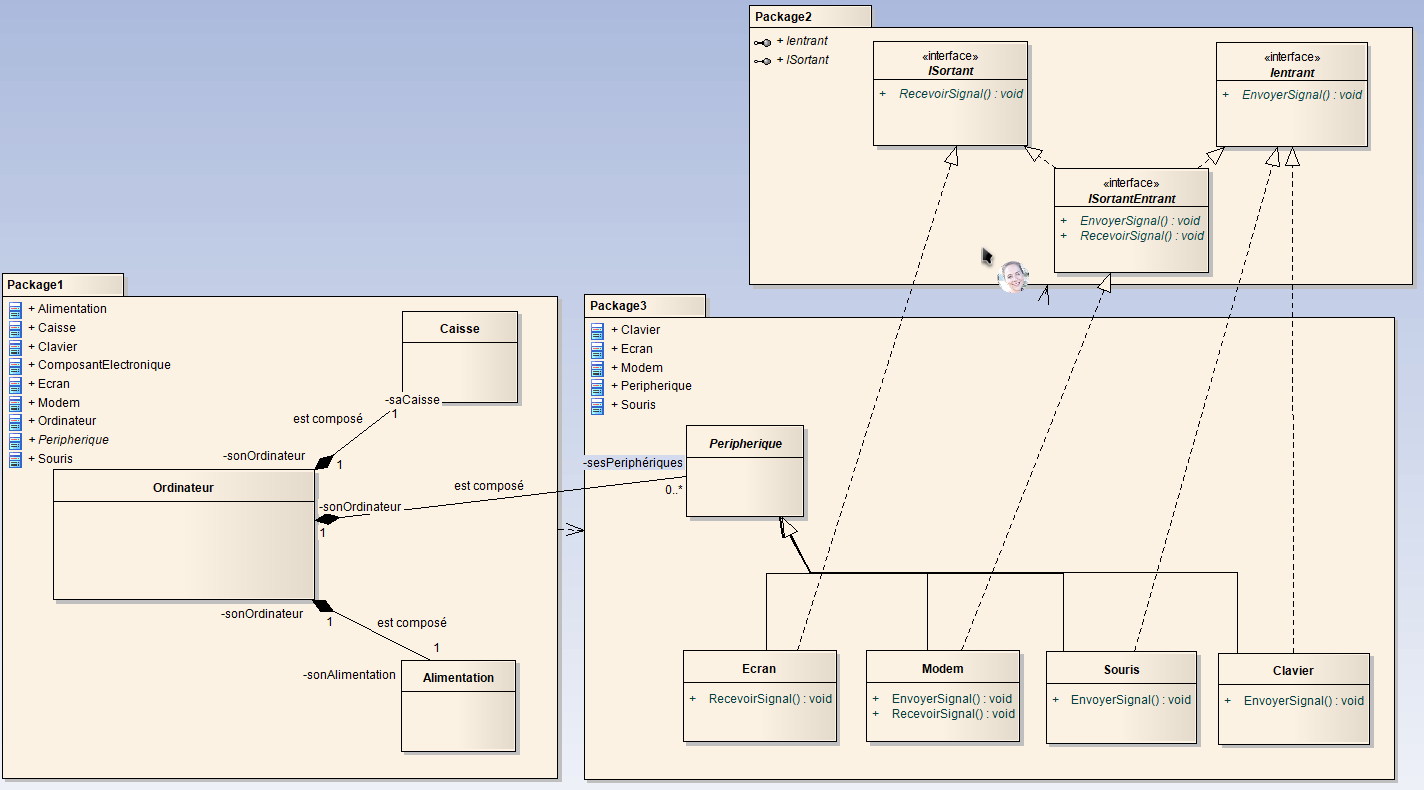 Package2
+ Ientrant
+ ISortant
«interface»
ISortant
+ RecevoirSignal() : void
«interface»
Ientrant
+ EnvoyerSignal() : void
«interface»
ISortantEntrant
+ EnvoyerSignal() : void
+ RecevoirSignal() : void
Package1
+ Alimentation
+ Caisse
+ Clavier
+ ComposantElectronique
+ Ecran
+ Modem
+ Ordinateur
+ Peripherique
+ Souris
Caisse
-saCaisse
1
est composé
-sonOrdinateur
1
Ordinateur
-sonOrdinateur
1
est composé
-sesPeriphériques
0..*
-sonOrdinateur
1
est composé
1
-sonAlimentation
Alimentation
Package3
+ Clavier
+ Ecran
+ Modem
+ Peripherique
+ Souris
Peripherique
Ecran
+ RecevoirSignal() : void
Modem
+ EnvoyerSignal() : void
+ RecevoirSignal() : void
Souris
+ EnvoyerSignal() : void
Clavier
+ EnvoyerSignal() : void